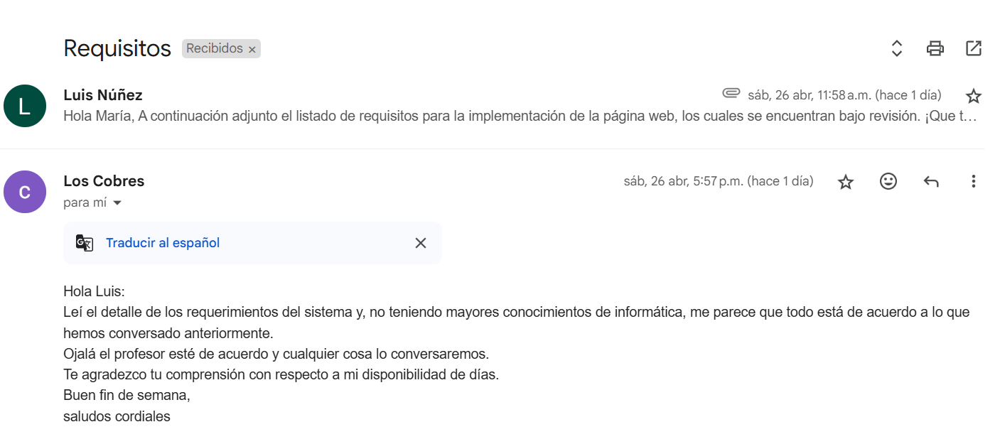 Requisitos Recibidos ×
L
Luis Núñez sáb, 26 abr, 11:58 a.m. (hace 1 día)
Hola María, A continuación adjunto el listado de requisitos para la implementación de la página web, los cuales se encuentran bajo revisión. ¡Que t…
C
Los Cobres sáb, 26 abr, 5:57 p.m. (hace 1 día)
para mí
Traducir al español
Hola Luis:
Leí el detalle de los requerimientos del sistema y, no teniendo mayores conocimientos de informática, me parece que todo está de acuerdo a lo que
hemos conversado anteriormente.
Ojalá el profesor esté de acuerdo y cualquier cosa lo conversaremos.
Te agradezco tu comprensión con respecto a mi disponibilidad de días.
Buen fin de semana,
saludos cordiales